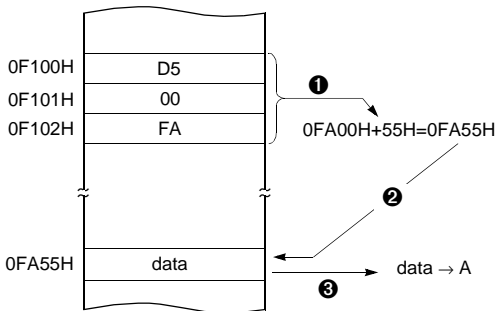 0F100H D5
❶
0F101H 00
0F102H FA 0FA00H+55H=0FA55H
❷
0FA55H data data → A
❸